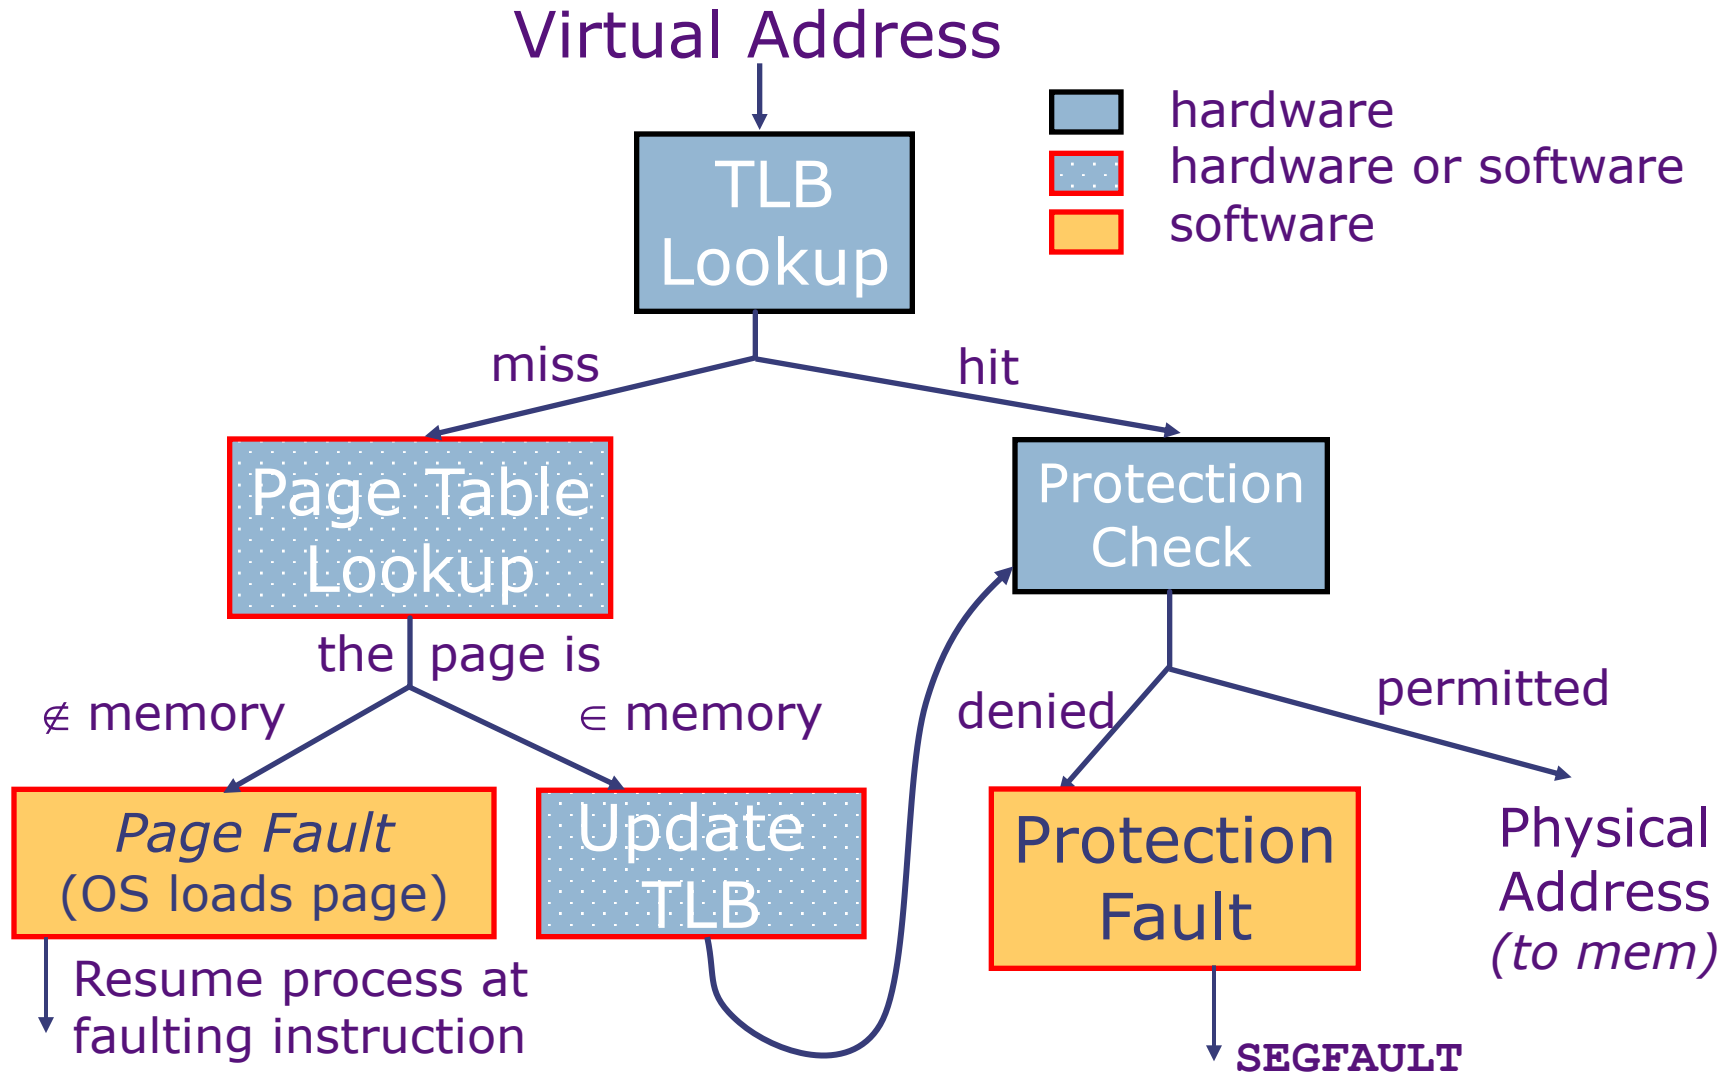 Virtual Address
hardware
hardware or software
software
TLB
Lookup
miss
hit
Page Table
Lookup
Protection
Check
the page is
∉ memory
∈ memory
denied
permitted
Page Fault
(OS loads page)
Update
TLB
Protection
Fault
Physical
Address
(to mem)
Resume process at
faulting instruction
SEGFAULT